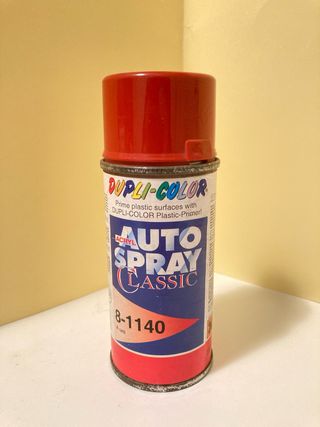 DUPLI-COLOR
Prime plastic surfaces with
DUPLI-COLOR Plastic-Primer!
ACRYL
AUTO
SPRAY
CLASSIC
8-1140